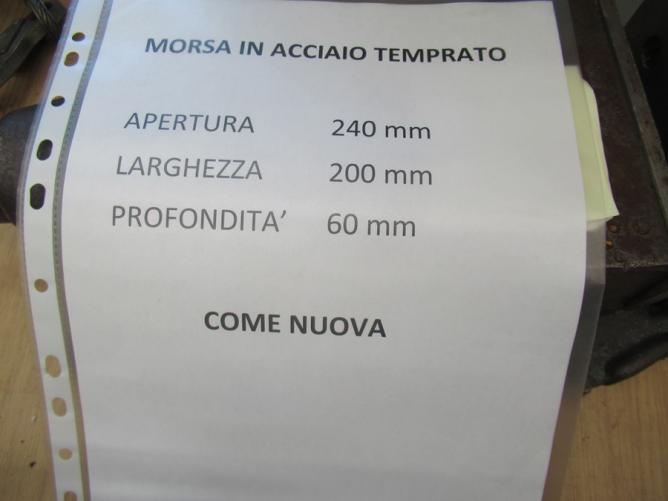 MORSA IN ACCIAIO TEMPRATO
APERTURA 240 mm
LARGHEZZA 200 mm
PROFONDITA' 60 mm
COME NUOVA